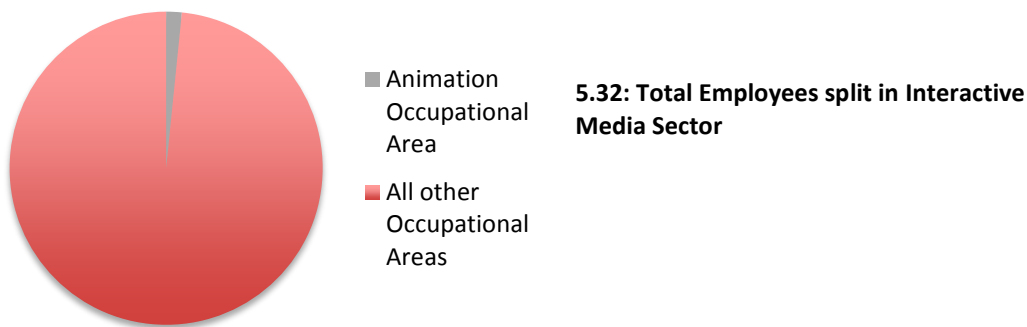 Animation
Occupational
Area
All other
Occupational
Areas
5.32: Total Employees split in Interactive
Media Sector